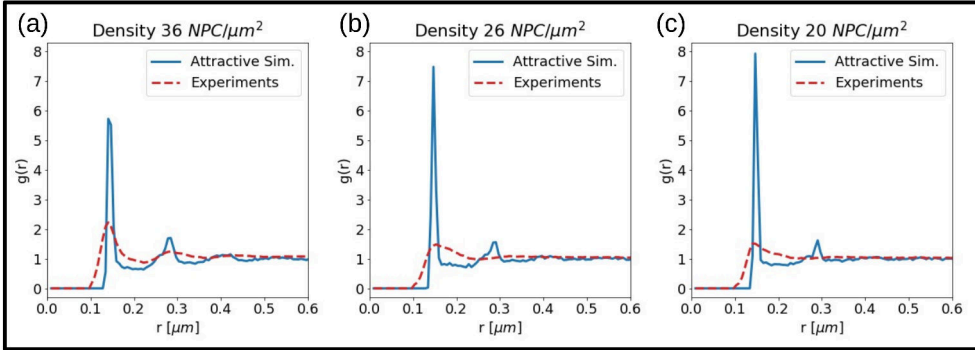 (a)
Density 36 NPC/μm²
8
7
6
5
4
3
2
1
0
g(r)
Attractive Sim.
Experiments
0.0 0.1 0.2 0.3 0.4 0.5 0.6
r [μm]
(b)
Density 26 NPC/μm²
8
7
6
5
4
3
2
1
0
g(r)
Attractive Sim.
Experiments
0.0 0.1 0.2 0.3 0.4 0.5 0.6
r [μm]
(c)
Density 20 NPC/μm²
8
7
6
5
4
3
2
1
0
g(r)
Attractive Sim.
Experiments
0.0 0.1 0.2 0.3 0.4 0.5 0.6
r [μm]